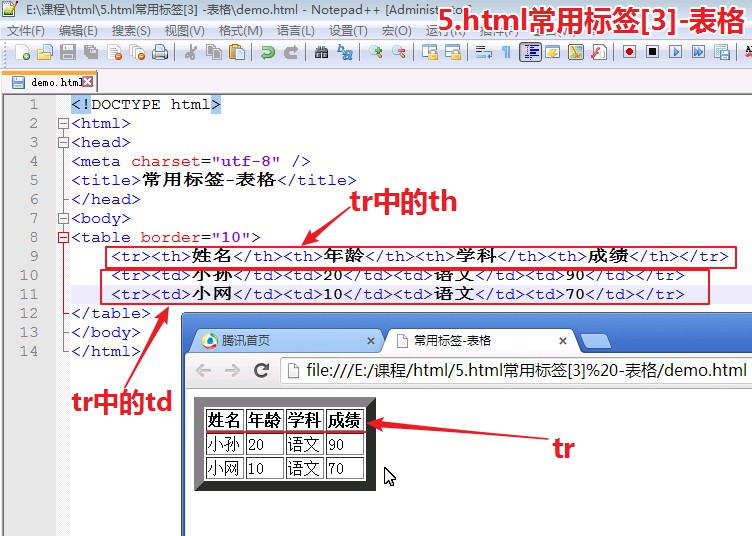 E:\课程\html\5.html常用标签[3] -表格\demo.html - Notepad++ [Administrator]
5.html常用标签[3]-表格
文件(F) 编辑(E) 搜索(S) 视图(V) 格式(M) 语言(L) 设置(T) 宏(O) 运行(R)
demo.html
1 <!DOCTYPE html>
2 <html>
3 <head>
4 <meta charset="utf-8" />
5 <title>常用标签-表格</title>
6 </head>
tr中的th
7 <body>
8 <table border="10">
9 <tr><th>姓名</th><th>年龄</th><th>学科</th><th>成绩</th></tr>
10 <tr><td>小孙</td><td>20</td><td>语文</td><td>90</td></tr>
11 <tr><td>小网</td><td>10</td><td>语文</td><td>70</td></tr>
12 </table>
13 </body>
14 </html>
tr中的td
腾讯首页
常用标签-表格
file:///E:/课程/html/5.html常用标签[3]%20-表格/demo.html
姓名 年龄 学科 成绩
小孙 20 语文 90
小网 10 语文 70
tr